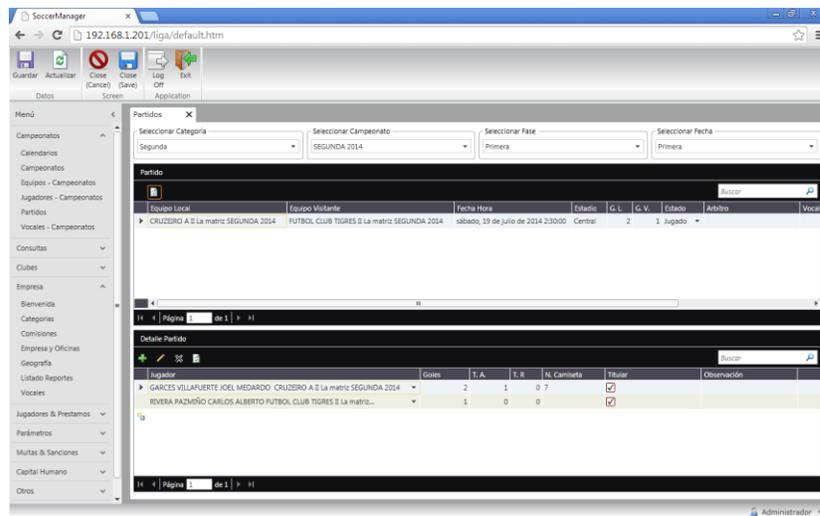 SoccerManager
192.168.1.201/liga/default.htm
Guardar Actualizar Close (Cancel) Close (Save) Log Off Exit
Datos Screen Application
Menú
Partidos
Campeonatos
Calendarios
Campeonatos
Equipos - Campeonatos
Jugadores - Campeonatos
Partidos
Vocales - Campeonatos
Consultas
Clubes
Empresa
Bienvenida
Categorias
Comisiones
Empresa y Oficinas
Geografía
Listado Reportes
Vocales
Jugadores & Prestamos
Parámetros
Multas & Sanciones
Capital Humano
Otros
Seleccionar Categoría Seleccionar Campeonato Seleccionar Fase Seleccionar Fecha
Segunda SEGUNDA 2014 Primera Primera
Partido
Buscar
Equipo Local Equipo Visitante Fecha Hora Estadio G. L. G. V. Estado Arbitro Vocal
CRUZEIRO A II La matriz SEGUNDA 2014 FUTBOL CLUB TIGRES II La matriz SEGUNDA 2014 sábado, 19 de julio de 2014 2:30:00 Central 2 1 Jugado
Página 1 de 1
Detalle Partido
Buscar
Jugador Goles T. A. T. R N. Camiseta Titular Observación
GARCES VILLAFUERTE JOEL MEDARDO CRUZEIRO A II La matriz SEGUNDA 2014 2 1 0 7
RIVERA PAZMIÑO CARLOS ALBERTO FUTBOL CLUB TIGRES II La matriz... 1 0 0
Página 1 de 1
Administrador